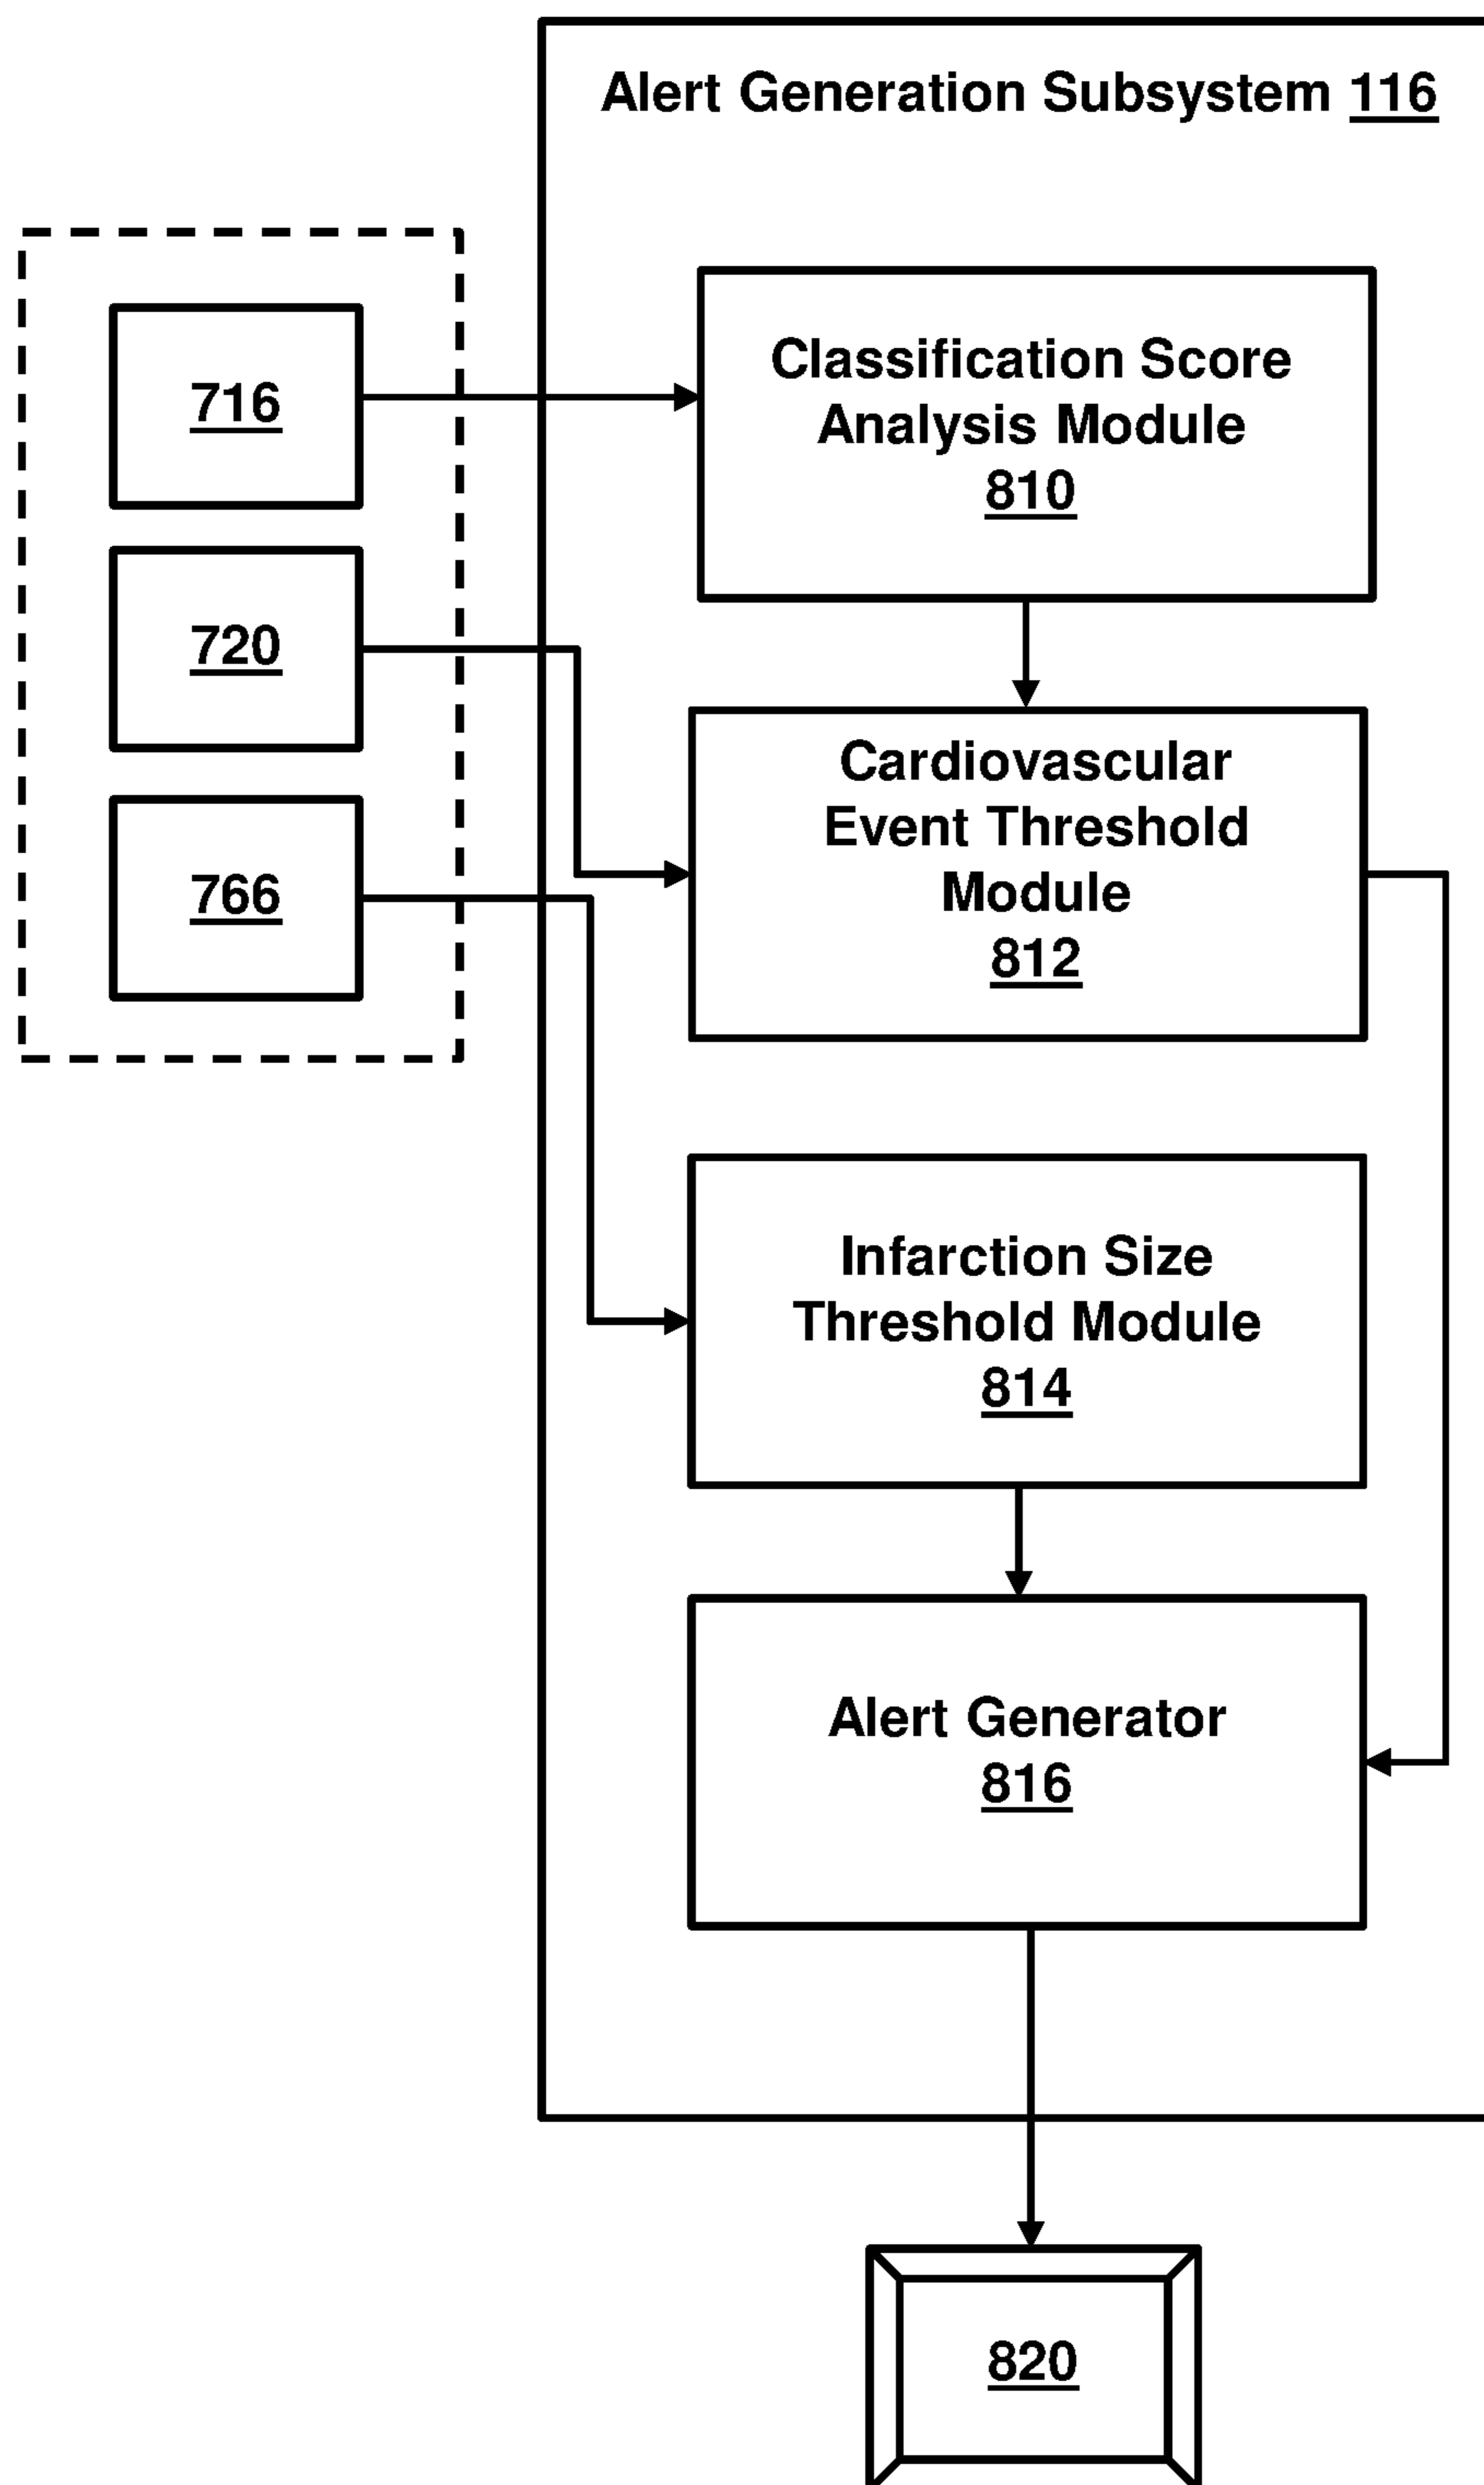 Alert Generation Subsystem 116
716
720
766
Classification Score
Analysis Module
810
Cardiovascular
Event Threshold
Module
812
Infarction Size
Threshold Module
814
Alert Generator
816
820